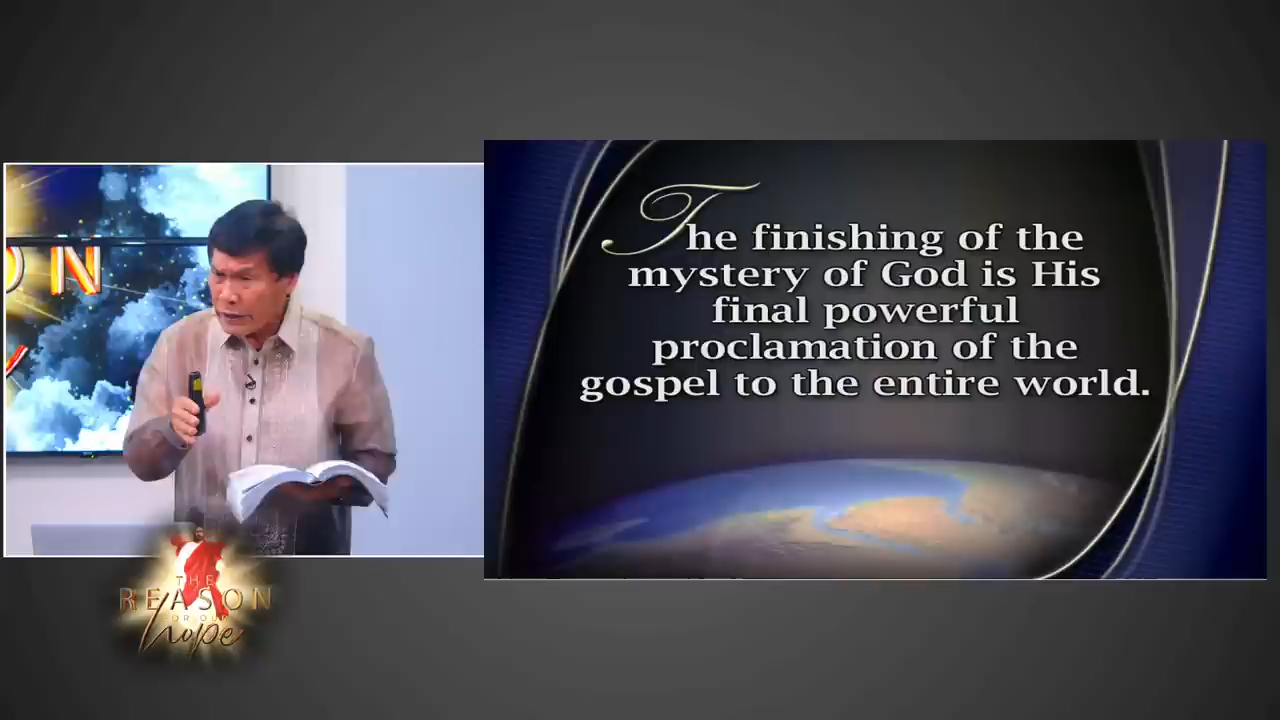 ON
The finishing of the
mystery of God is His
final powerful
proclamation of the
gospel to the entire world.
THE
REASON
FOR OUR
hope